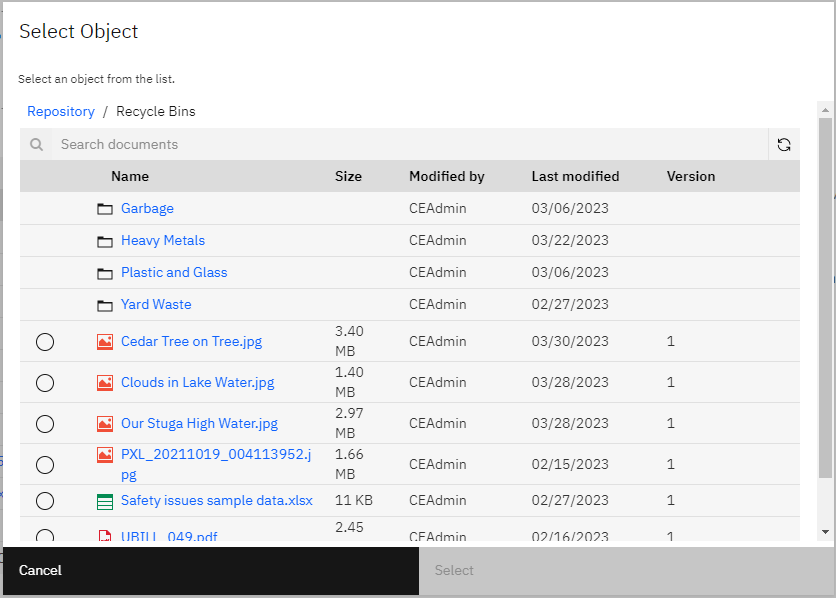 Select Object
Select an object from the list.
Repository / Recycle Bins
Search documents
Name Size Modified by Last modified Version
Garbage CEAdmin 03/06/2023
Heavy Metals CEAdmin 03/22/2023
Plastic and Glass CEAdmin 03/06/2023
Yard Waste CEAdmin 02/27/2023
Cedar Tree on Tree.jpg 3.40 MB CEAdmin 03/30/2023 1
Clouds in Lake Water.jpg 1.40 MB CEAdmin 03/28/2023 1
Our Stuga High Water.jpg 2.97 MB CEAdmin 03/28/2023 1
PXL_20211019_004113952.jpg 1.66 MB CEAdmin 02/15/2023 1
Safety issues sample data.xlsx 11 KB CEAdmin 02/27/2023 1
UBILL_049.pdf 2.45 CEAdmin 02/16/2023 1
Cancel Select